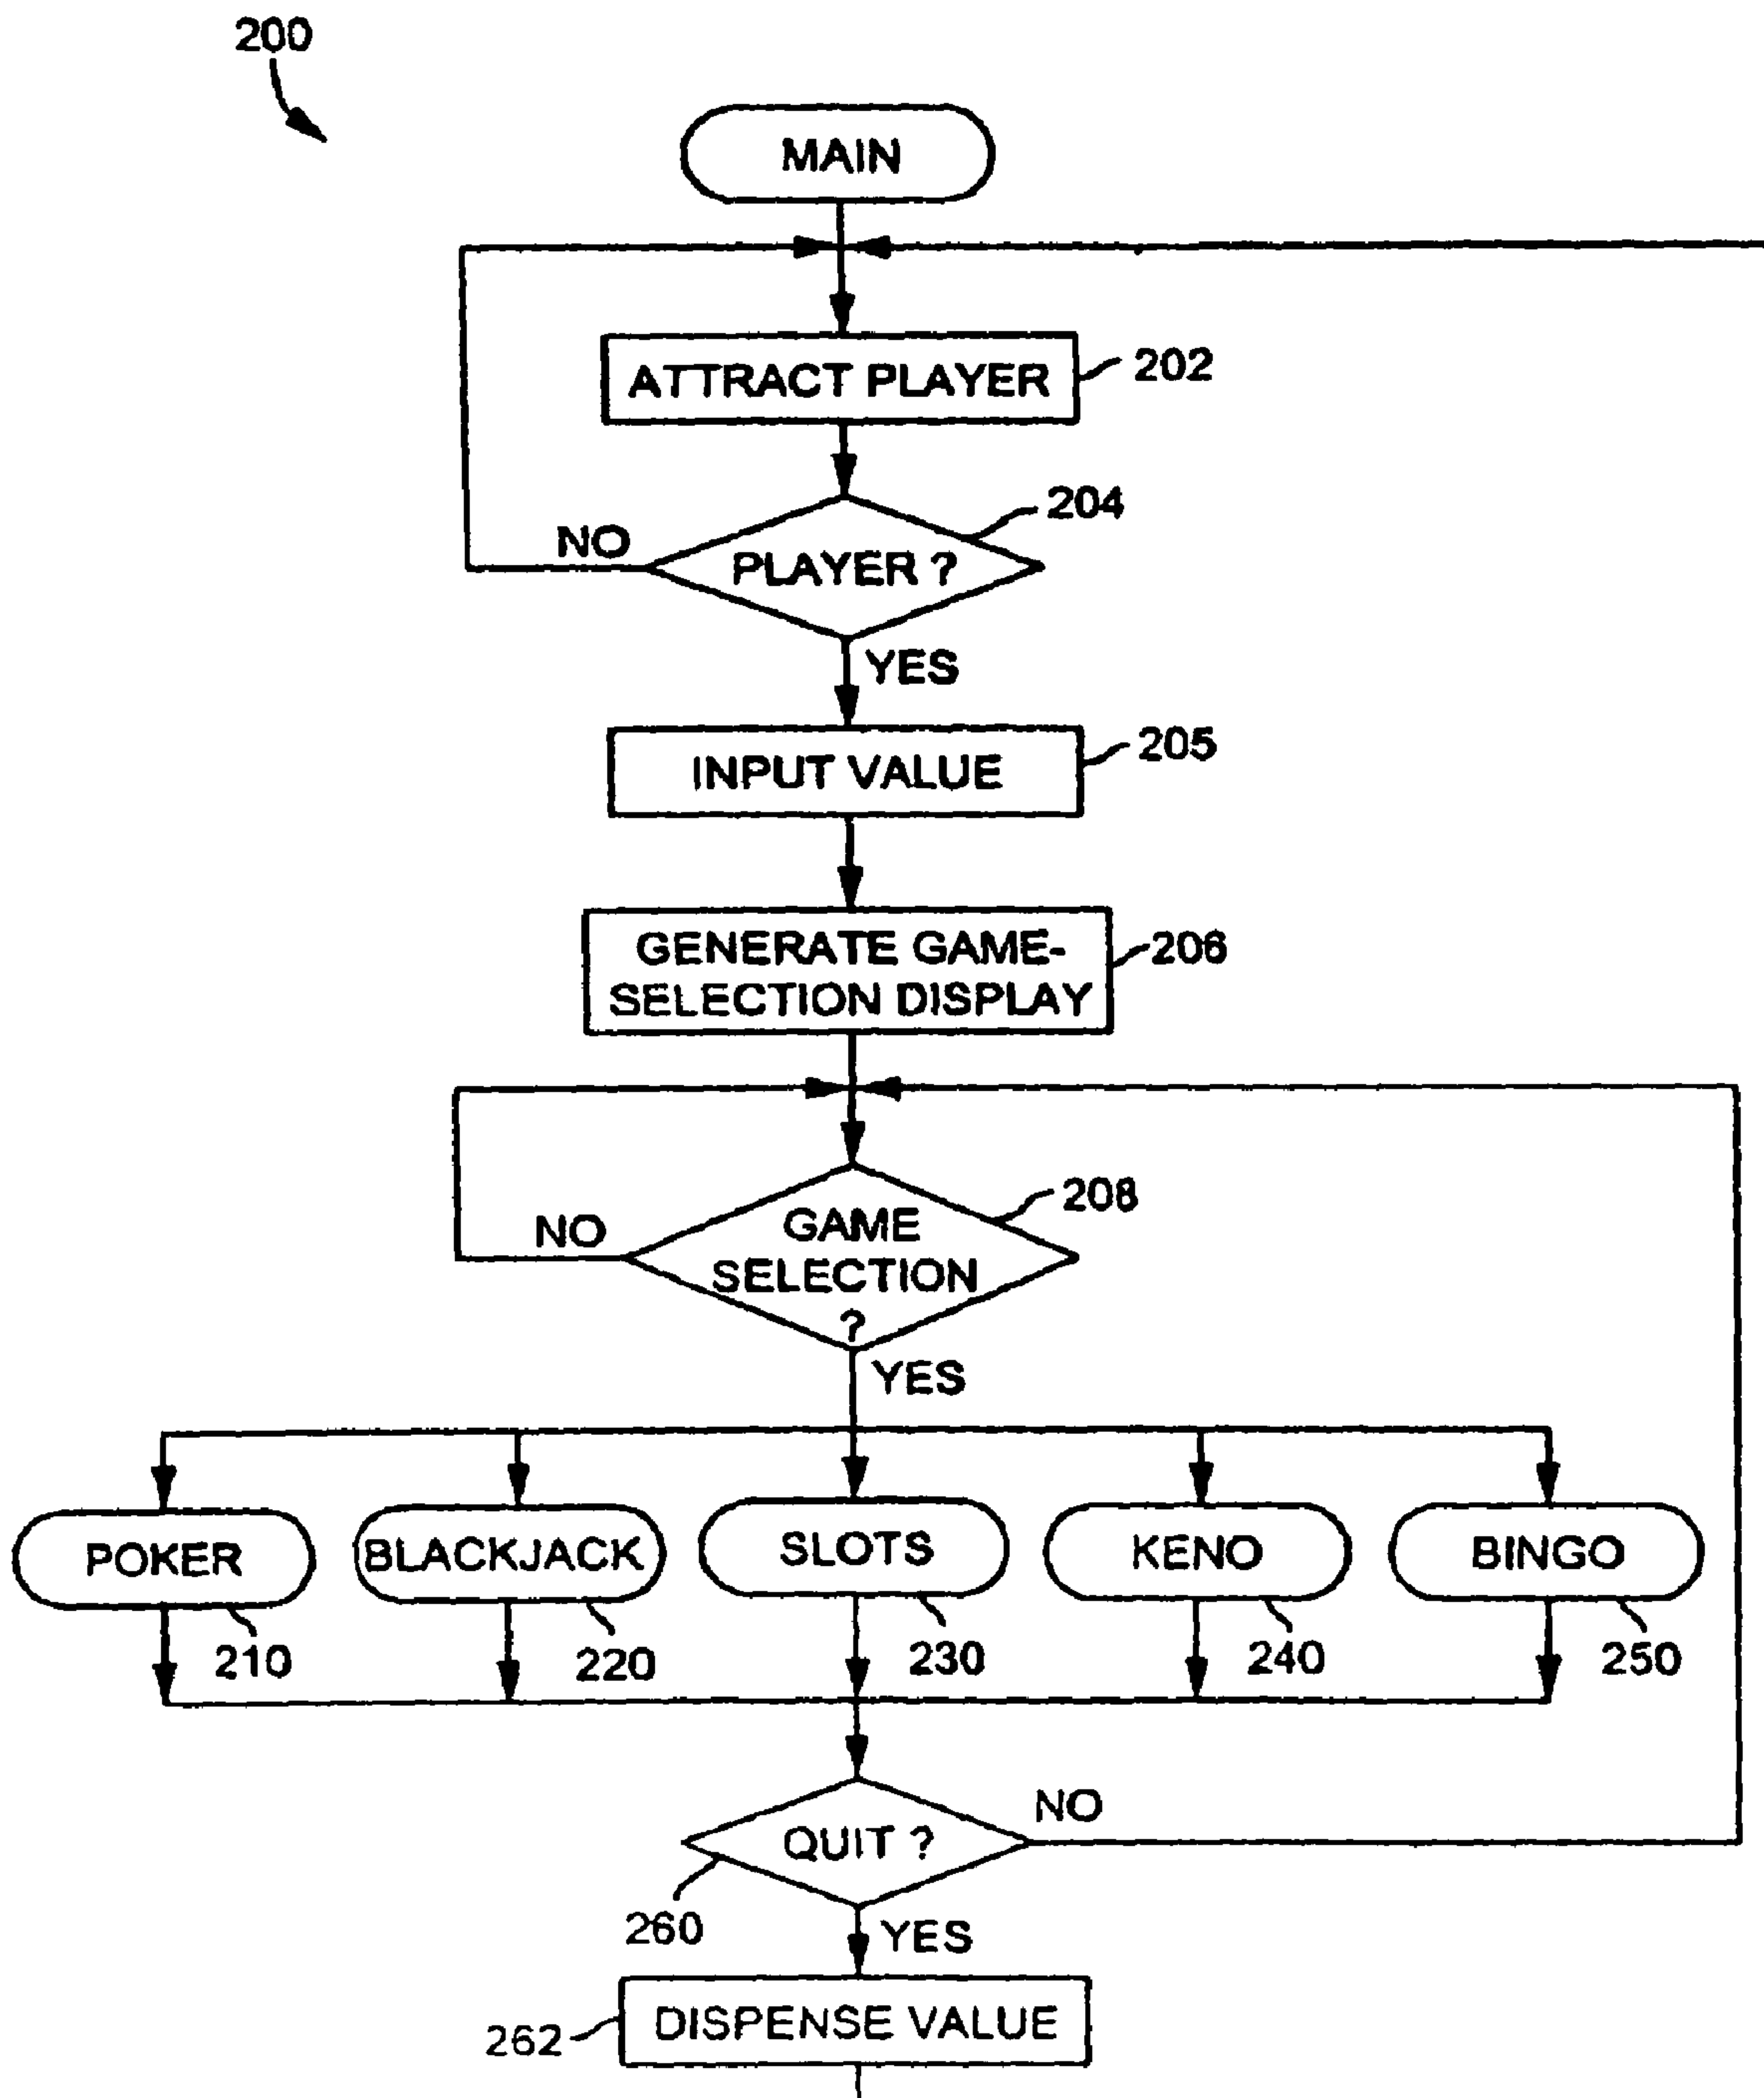 200
MAIN
ATTRACT PLAYER
202
204
NO
PLAYER ?
YES
205
INPUT VALUE
GENERATE GAME-
SELECTION DISPLAY
206
208
NO
GAME
SELECTION
?
YES
POKER
BLACKJACK
SLOTS
KENO
BINGO
210
220
230
240
250
NO
QUIT ?
260
YES
DISPENSE VALUE
262